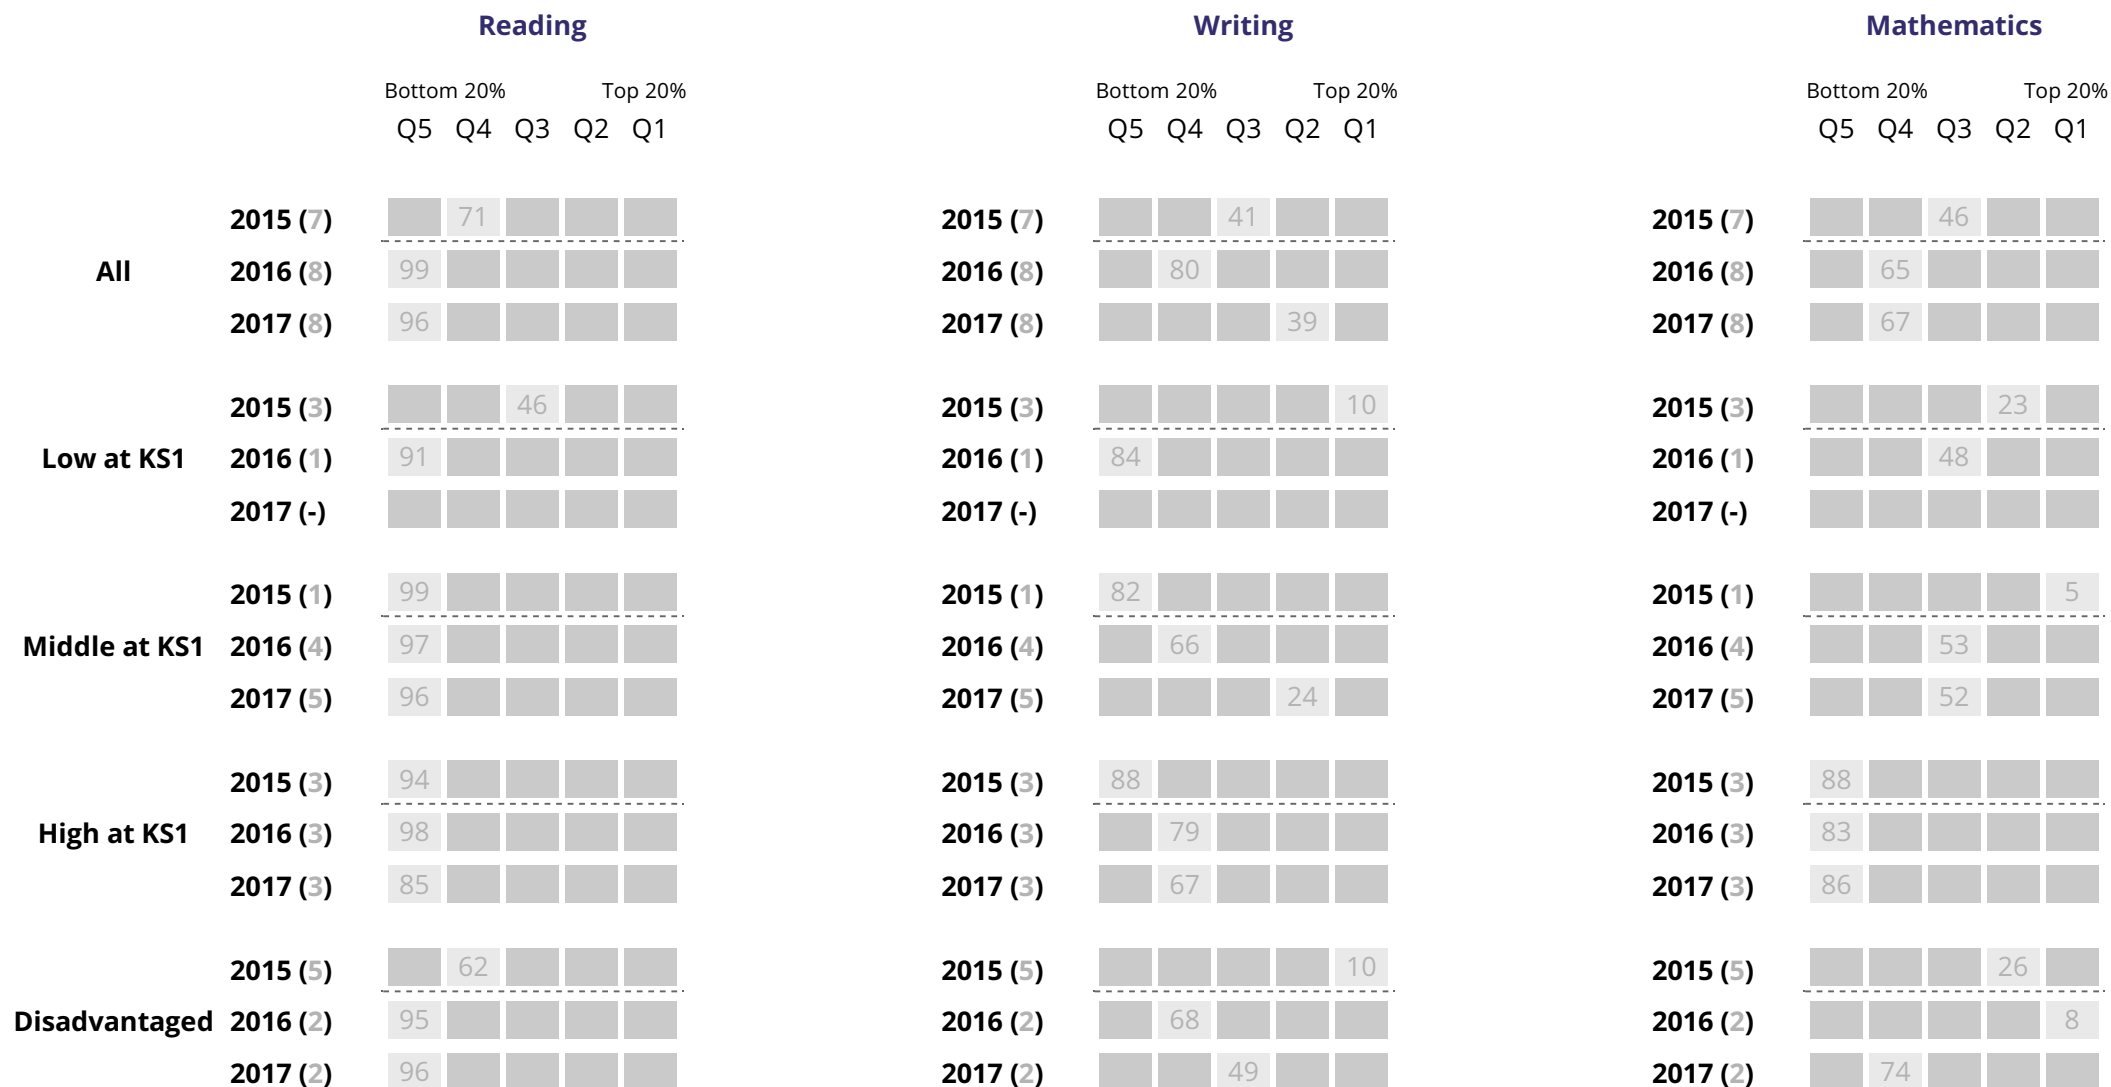 Reading Writing Mathematics
Bottom 20% Top 20% Bottom 20% Top 20% Bottom 20% Top 20%
Q5 Q4 Q3 Q2 Q1 Q5 Q4 Q3 Q2 Q1 Q5 Q4 Q3 Q2 Q1
2015 (7) 71 2015 (7) 41 2015 (7) 46
All 2016 (8) 99 2016 (8) 80 2016 (8) 65
2017 (8) 96 2017 (8) 39 2017 (8) 67
2015 (3) 46 2015 (3) 10 2015 (3) 23
Low at KS1 2016 (1) 91 2016 (1) 84 2016 (1) 48
2017 (-) 2017 (-) 2017 (-)
2015 (1) 99 2015 (1) 82 2015 (1) 5
Middle at KS1 2016 (4) 97 2016 (4) 66 2016 (4) 53
2017 (5) 96 2017 (5) 24 2017 (5) 52
2015 (3) 94 2015 (3) 88 2015 (3) 88
High at KS1 2016 (3) 98 2016 (3) 79 2016 (3) 83
2017 (3) 85 2017 (3) 67 2017 (3) 86
2015 (5) 62 2015 (5) 10 2015 (5) 26
Disadvantaged 2016 (2) 95 2016 (2) 68 2016 (2) 8
2017 (2) 96 2017 (2) 49 2017 (2) 74